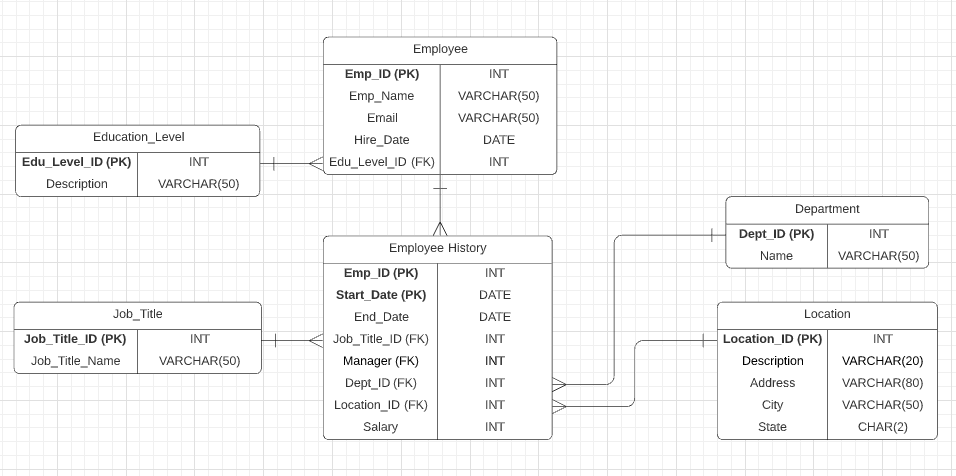 Employee
Emp_ID (PK) INT
Emp_Name VARCHAR(50)
Email VARCHAR(50)
Hire_Date DATE
Edu_Level_ID (FK) INT
Education_Level
Edu_Level_ID (PK) INT
Description VARCHAR(50)
Employee History
Emp_ID (PK) INT
Start_Date (PK) DATE
End_Date DATE
Job_Title_ID (FK) INT
Manager (FK) INT
Dept_ID (FK) INT
Location_ID (FK) INT
Salary INT
Job_Title
Job_Title_ID (PK) INT
Job_Title_Name VARCHAR(50)
Department
Dept_ID (PK) INT
Name VARCHAR(50)
Location
Location_ID (PK) INT
Description VARCHAR(20)
Address VARCHAR(80)
City VARCHAR(50)
State CHAR(2)